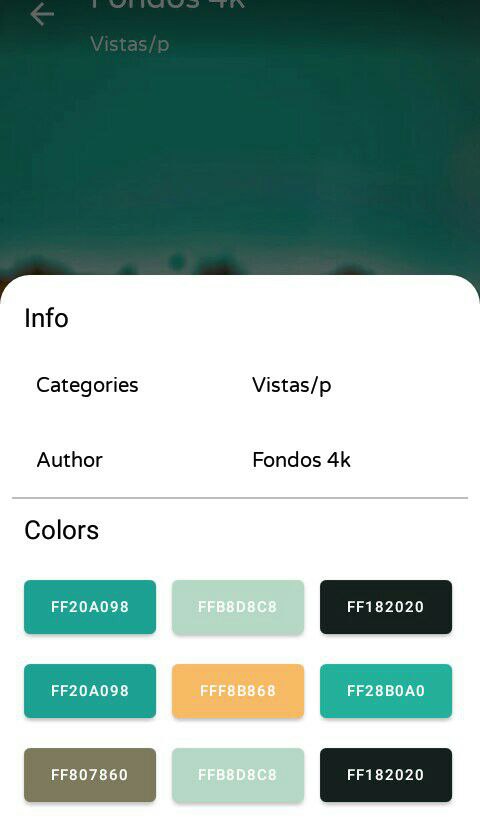 Fondos 4k
Vistas/p
Info
Categories Vistas/p
Author Fondos 4k
Colors
FF20A098 FFB8D8C8 FF182020
FF20A098 FFF8B868 FF28B0A0
FF807860 FFB8D8C8 FF182020